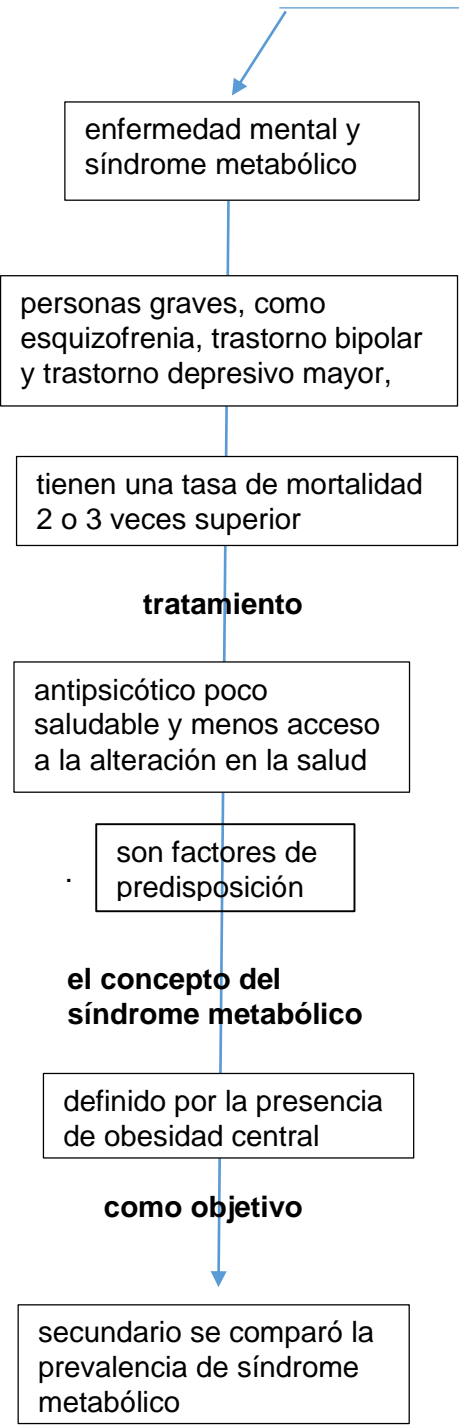 enfermedad mental y
síndrome metabólico
personas graves, como
esquizofrenia, trastorno bipolar
y trastorno depresivo mayor,
tienen una tasa de mortalidad
2 o 3 veces superior
tratamiento
antipsicótico poco
saludable y menos acceso
a la alteración en la salud
son factores de
. predisposición
el concepto del
síndrome metabólico
definido por la presencia
de obesidad central
como objetivo
secundario se comparó la
prevalencia de síndrome
metabólico